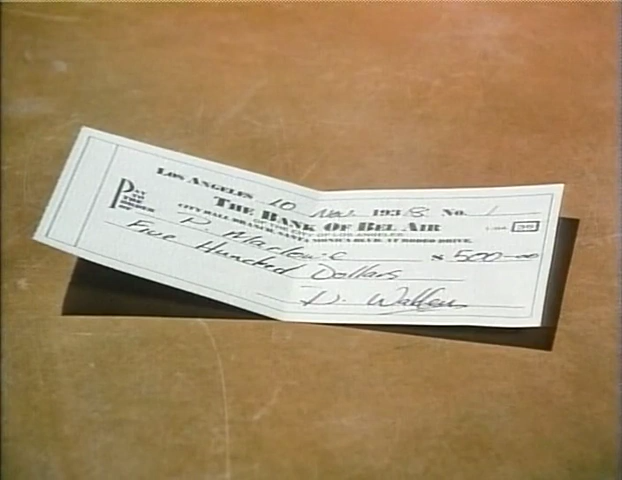 LOS ANGELES 10 Nov. 1938 No. 1
THE BANK OF BEL AIR
CITY HALL BRANCH, SANTA MONICA BLVD. AT RODEO DRIVE.
PAY TO THE ORDER OF P. Marlowe $ 500-00
Five Hundred Dollars